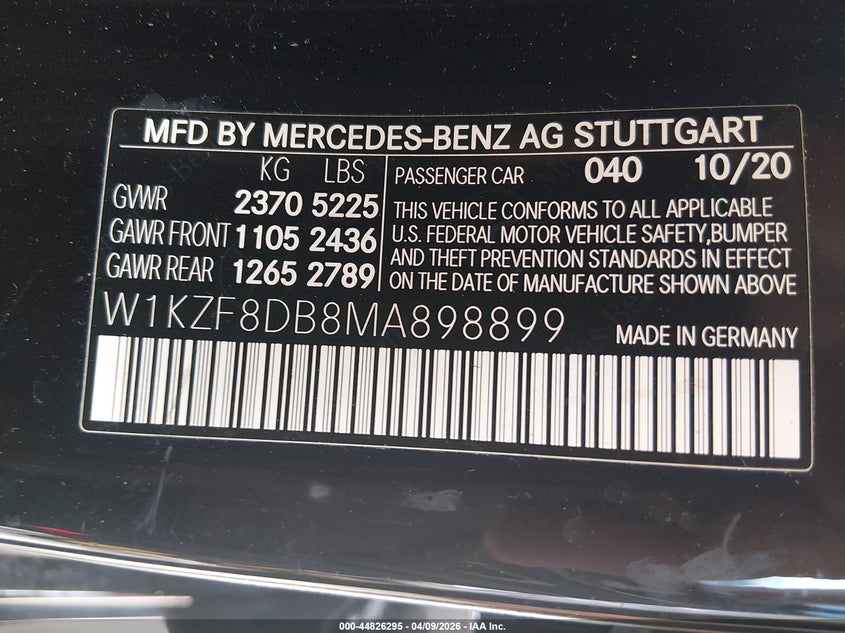 MFD BY MERCEDES-BENZ AG STUTTGART
KG LBS
GVWR 2370 5225
GAWR FRONT 1105 2436
GAWR REAR 1265 2789
PASSENGER CAR 040 10/20
THIS VEHICLE CONFORMS TO ALL APPLICABLE
U.S. FEDERAL MOTOR VEHICLE SAFETY,BUMPER
AND THEFT PREVENTION STANDARDS IN EFFECT
ON THE DATE OF MANUFACTURE SHOWN ABOVE
W1KZF8DB8MA898899
MADE IN GERMANY
000-44826295 - 04/09/2026 - IAA Inc.